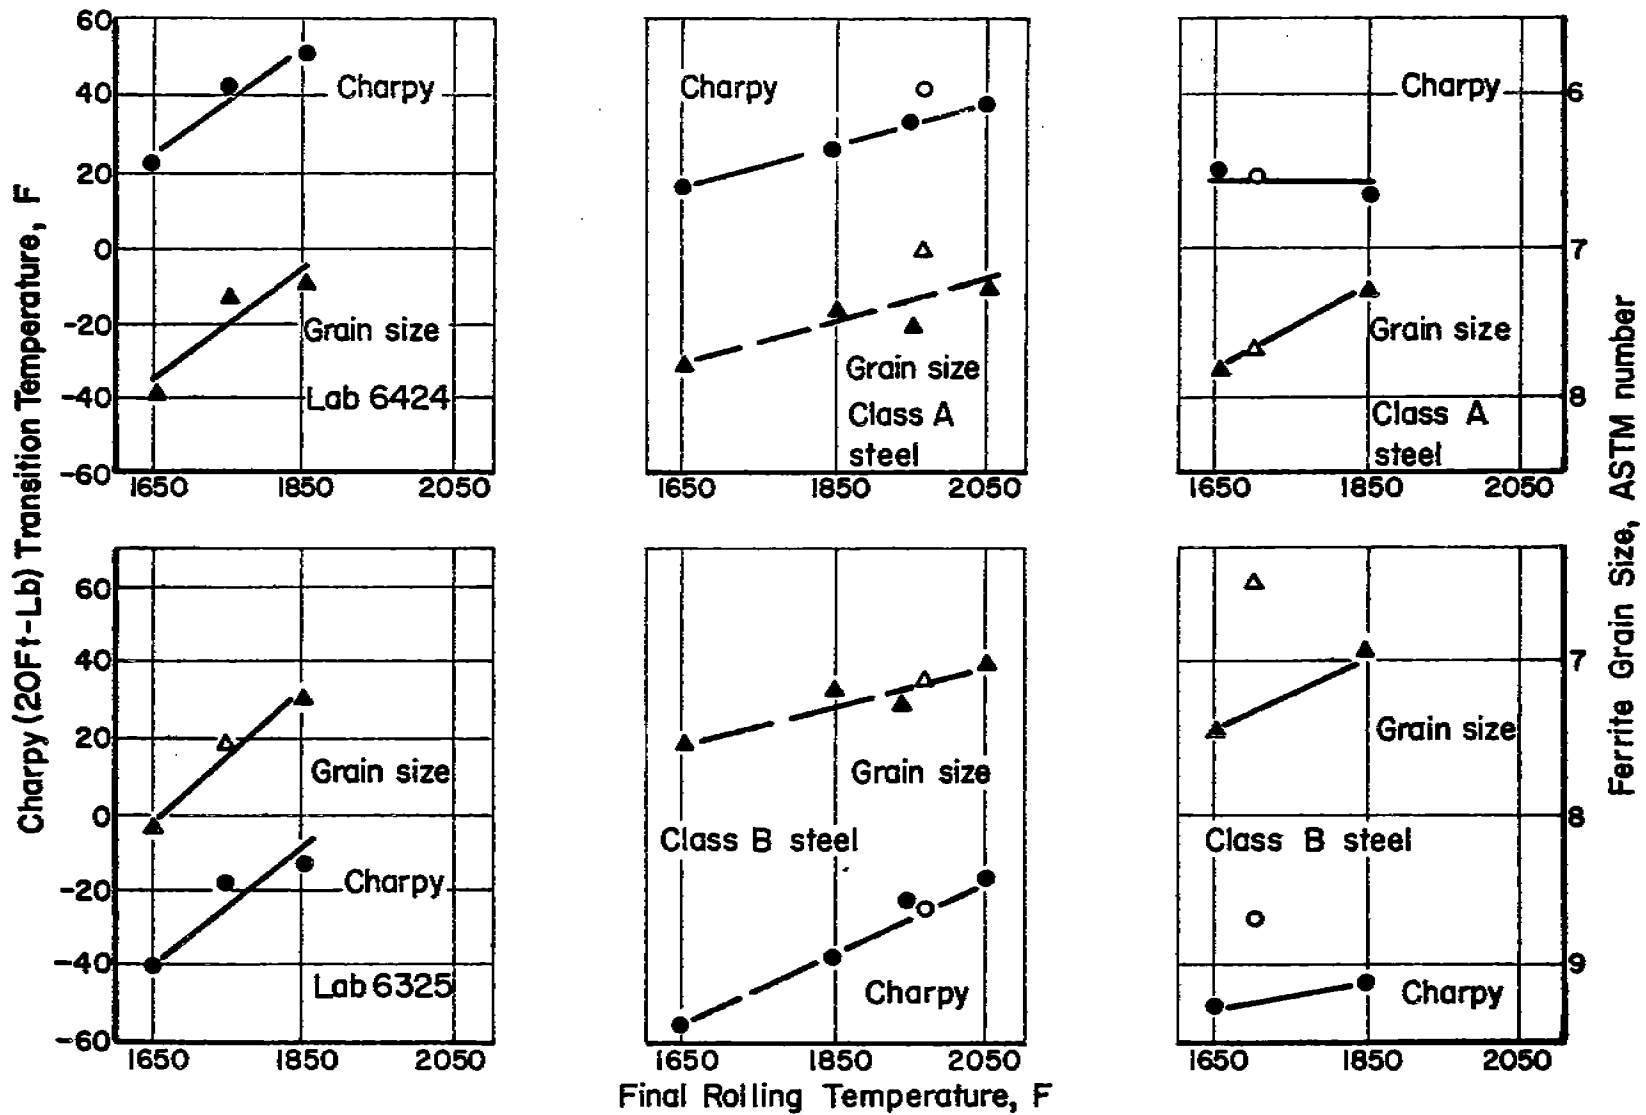 Charpy (20Ft-Lb) Transition Temperature, F
60
40
20
0
-20
-40
-60
Charpy
Grain size
Lab 6424
1650 1850 2050
Charpy
Grain size
Class A
steel
1650 1850 2050
Charpy
Grain size
Class A
steel
1650 1850 2050
6
7
8
60
40
20
0
-20
-40
-60
Grain size
Charpy
Lab 6325
1650 1850 2050
Grain size
Class B steel
Charpy
1650 1850 2050
Grain size
Class B steel
Charpy
1650 1850 2050
7
8
9
Ferrite Grain Size, ASTM number
Final Rolling Temperature, F